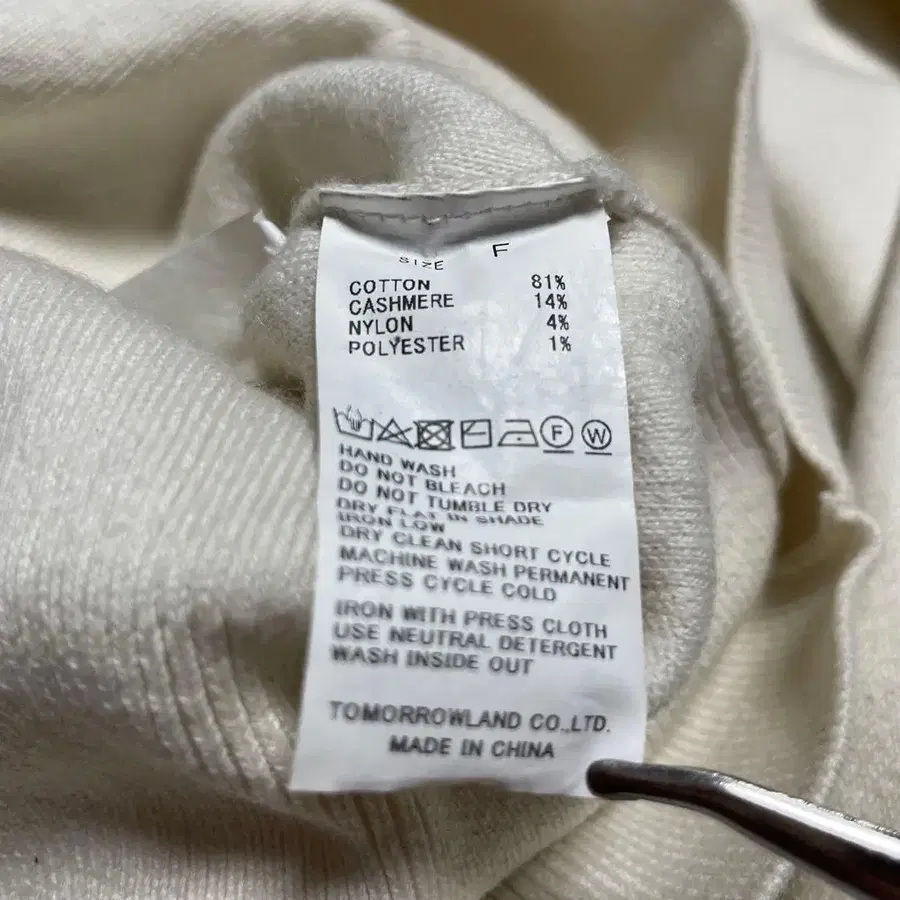 SIZE F
COTTON 81%
CASHMERE 14%
NYLON 4%
POLYESTER 1%
F W
HAND WASH
DO NOT BLEACH
DO NOT TUMBLE DRY
DRY FLAT IN SHADE
IRON LOW
DRY CLEAN SHORT CYCLE
MACHINE WASH PERMANENT
PRESS CYCLE COLD
IRON WITH PRESS CLOTH
USE NEUTRAL DETERGENT
WASH INSIDE OUT
TOMORROWLAND CO.,LTD.
MADE IN CHINA